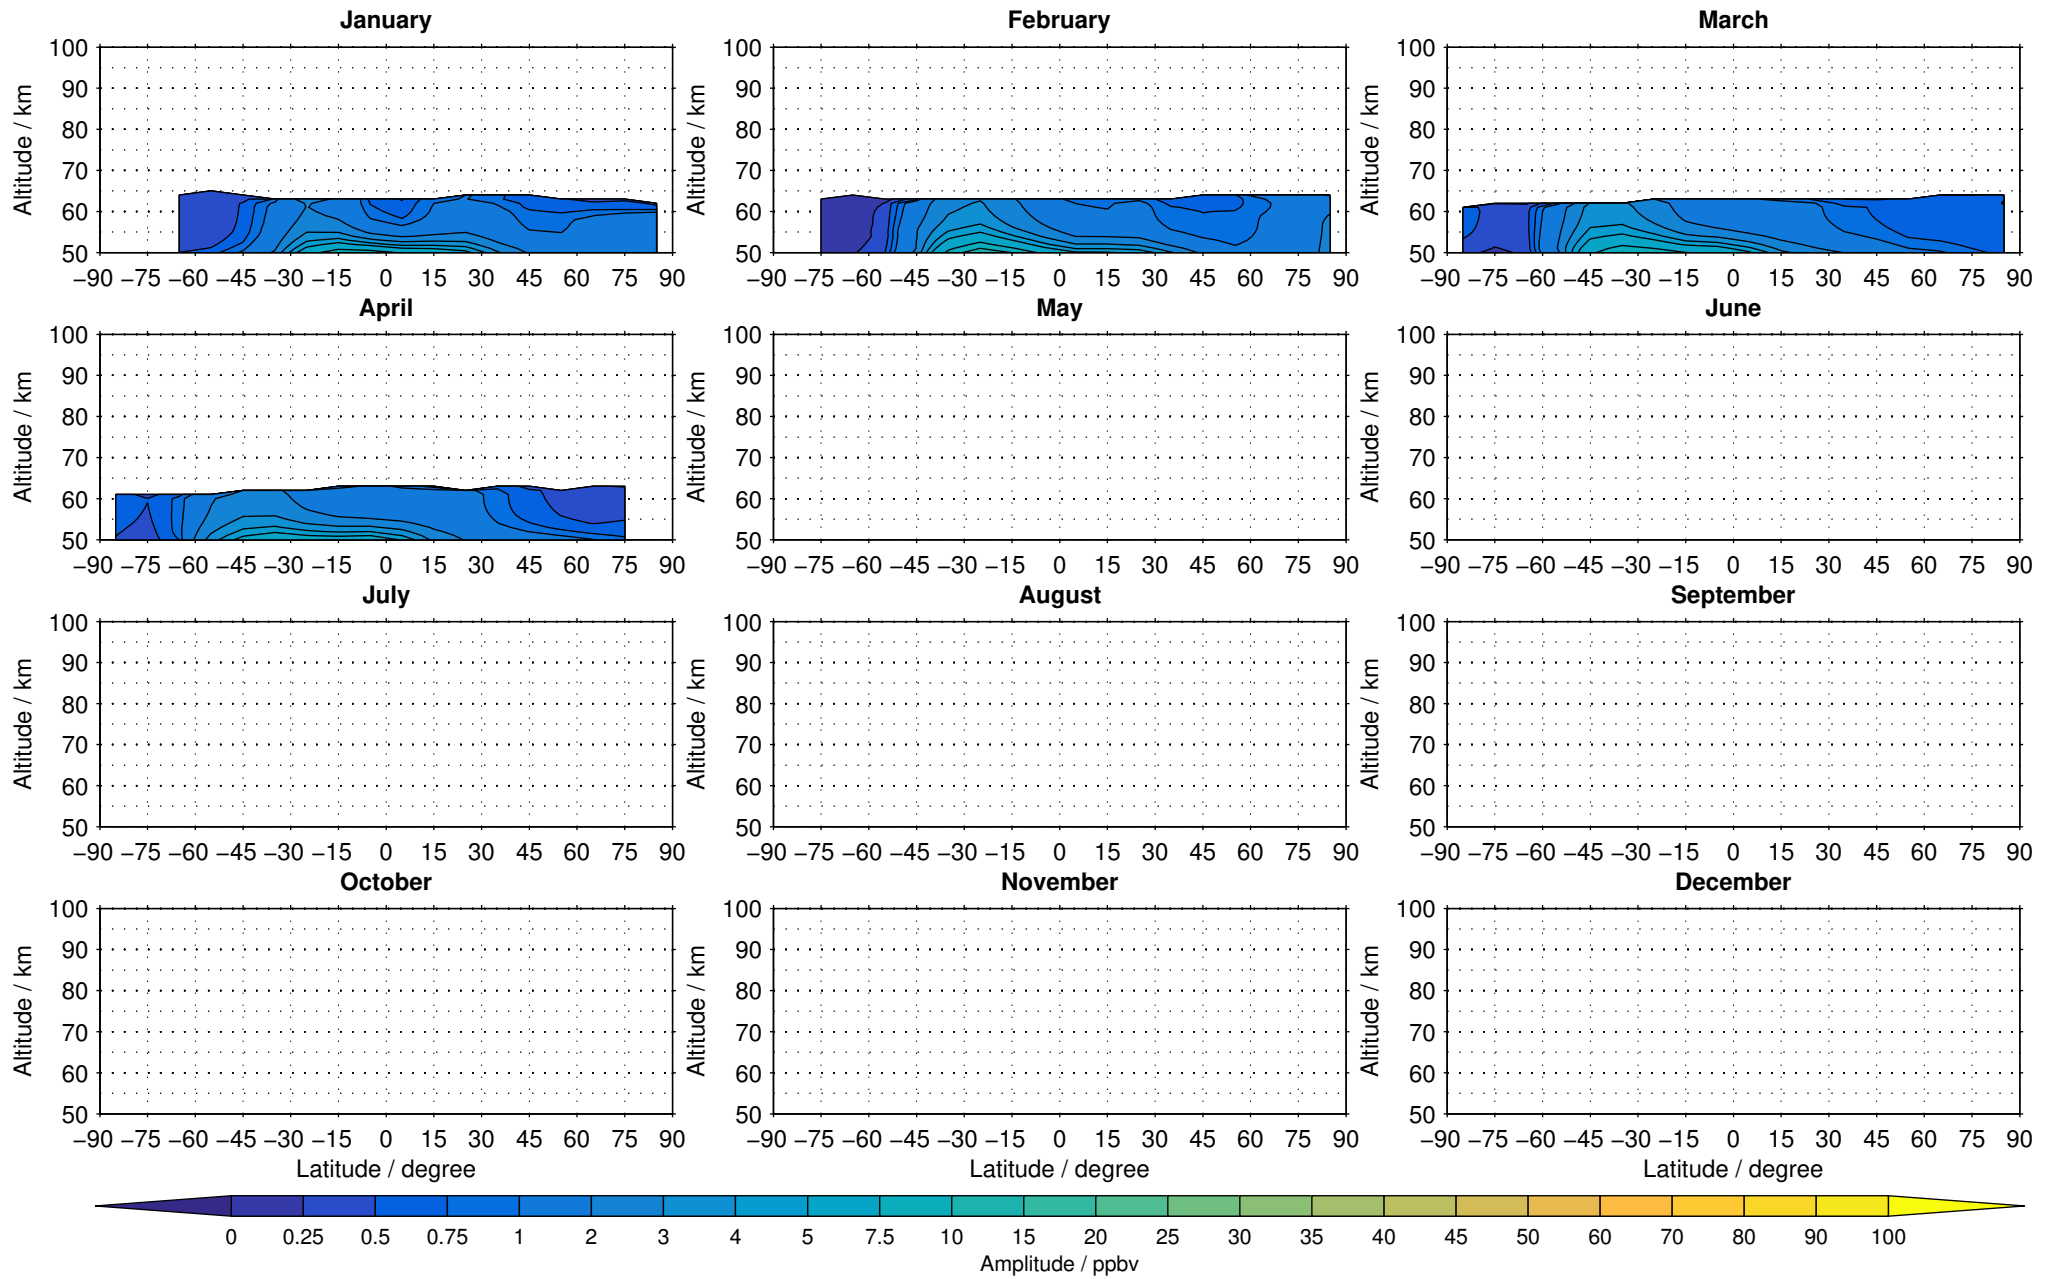 January February March
100 100 100
90 90 90
80 80 80
70 70 70
60 60 60
50 50 50
Altitude / km Altitude / km Altitude / km
−90 −75 −60 −45 −30 −15 0 15 30 45 60 75 90 −90 −75 −60 −45 −30 −15 0 15 30 45 60 75 90 −90 −75 −60 −45 −30 −15 0 15 30 45 60 75 90
April May June
100 100 100
90 90 90
80 80 80
70 70 70
60 60 60
50 50 50
Altitude / km Altitude / km Altitude / km
−90 −75 −60 −45 −30 −15 0 15 30 45 60 75 90 −90 −75 −60 −45 −30 −15 0 15 30 45 60 75 90 −90 −75 −60 −45 −30 −15 0 15 30 45 60 75 90
July August September
100 100 100
90 90 90
80 80 80
70 70 70
60 60 60
50 50 50
Altitude / km Altitude / km Altitude / km
−90 −75 −60 −45 −30 −15 0 15 30 45 60 75 90 −90 −75 −60 −45 −30 −15 0 15 30 45 60 75 90 −90 −75 −60 −45 −30 −15 0 15 30 45 60 75 90
October November December
100 100 100
90 90 90
80 80 80
70 70 70
60 60 60
50 50 50
Altitude / km Altitude / km Altitude / km
−90 −75 −60 −45 −30 −15 0 15 30 45 60 75 90 −90 −75 −60 −45 −30 −15 0 15 30 45 60 75 90 −90 −75 −60 −45 −30 −15 0 15 30 45 60 75 90
Latitude / degree Latitude / degree Latitude / degree
0 0.25 0.5 0.75 1 2 3 4 5 7.5 10 15 20 25 30 35 40 45 50 60 70 80 90 100
Amplitude / ppbv